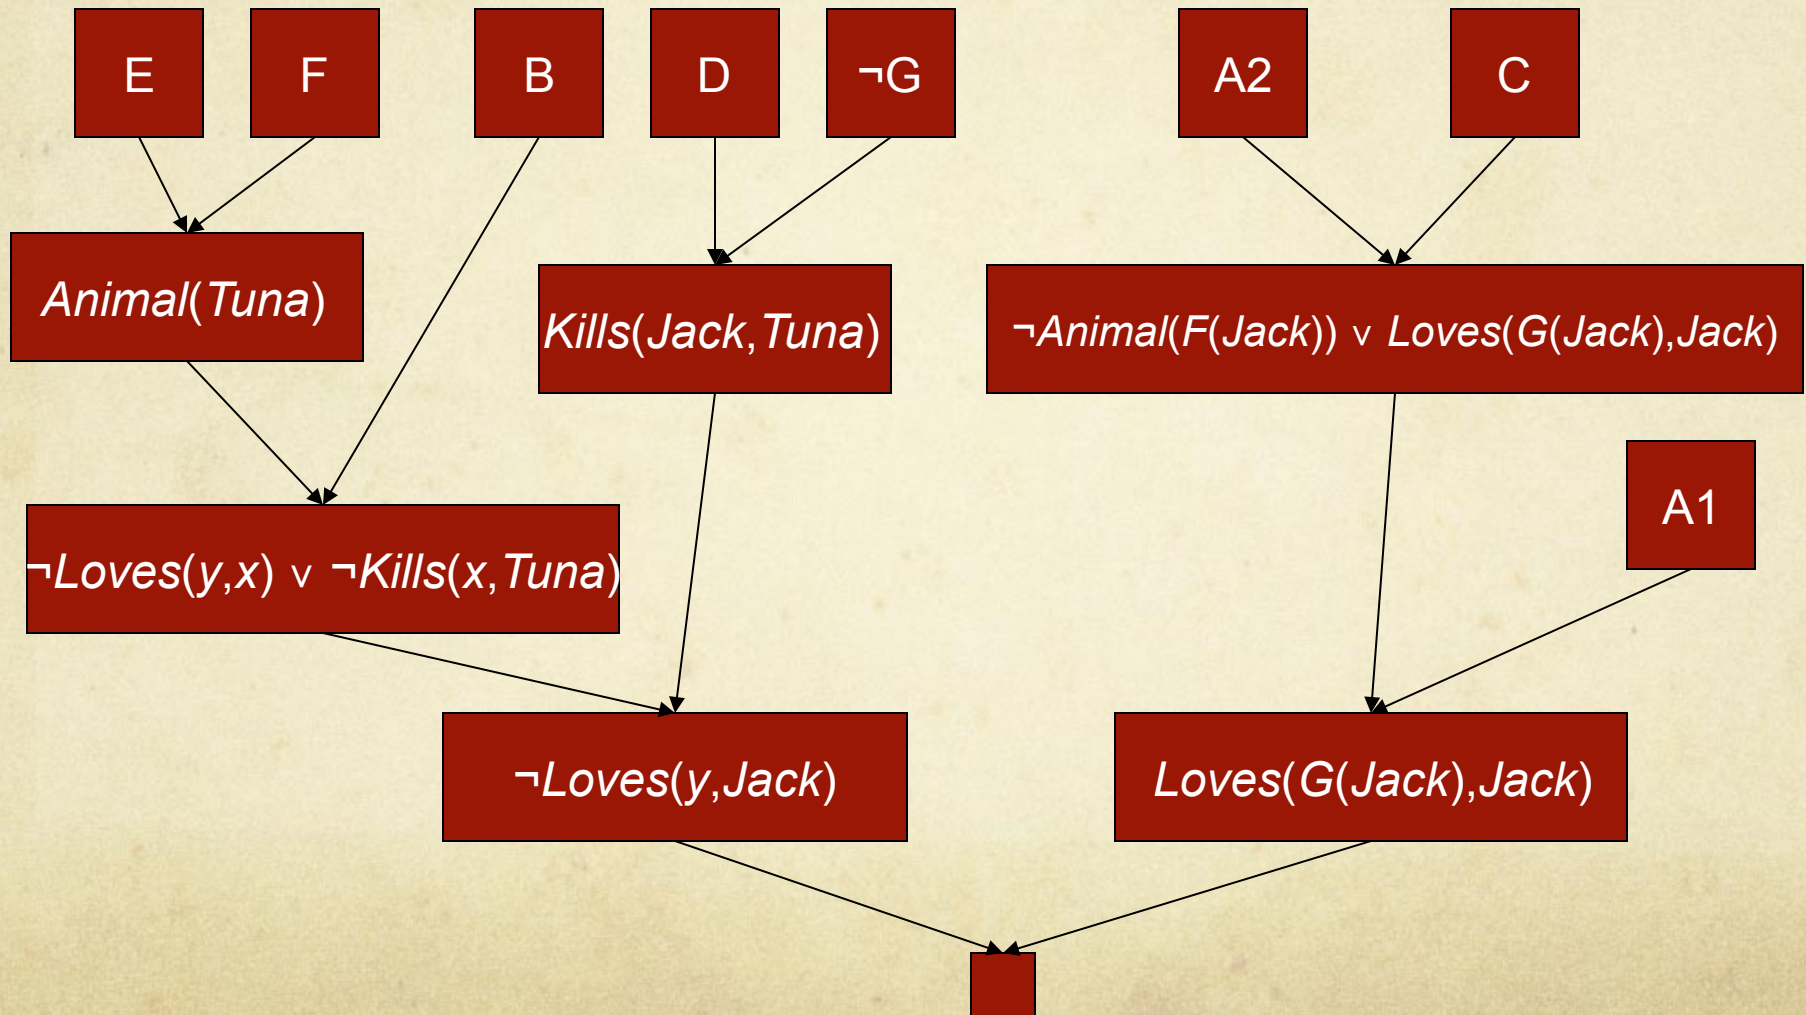 E
F
B
D
¬G
A2
C
Animal(Tuna)
Kills(Jack,Tuna)
¬Animal(F(Jack)) ∨ Loves(G(Jack),Jack)
A1
¬Loves(y,x) ∨ ¬Kills(x,Tuna)
¬Loves(y,Jack)
Loves(G(Jack),Jack)